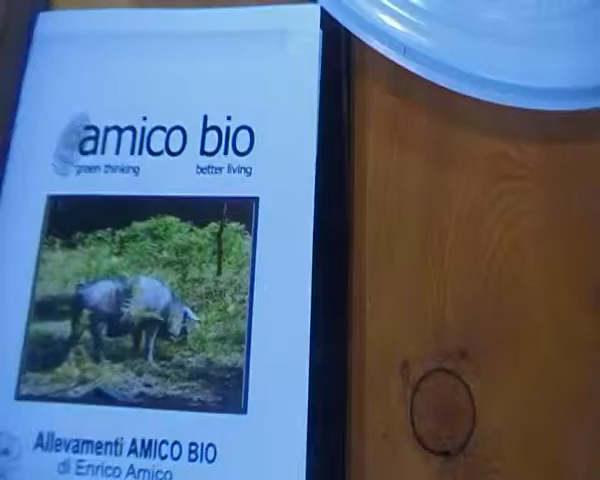 amico bio
green thinking better living
Allevamenti AMICO BIO
di Enrico Amico